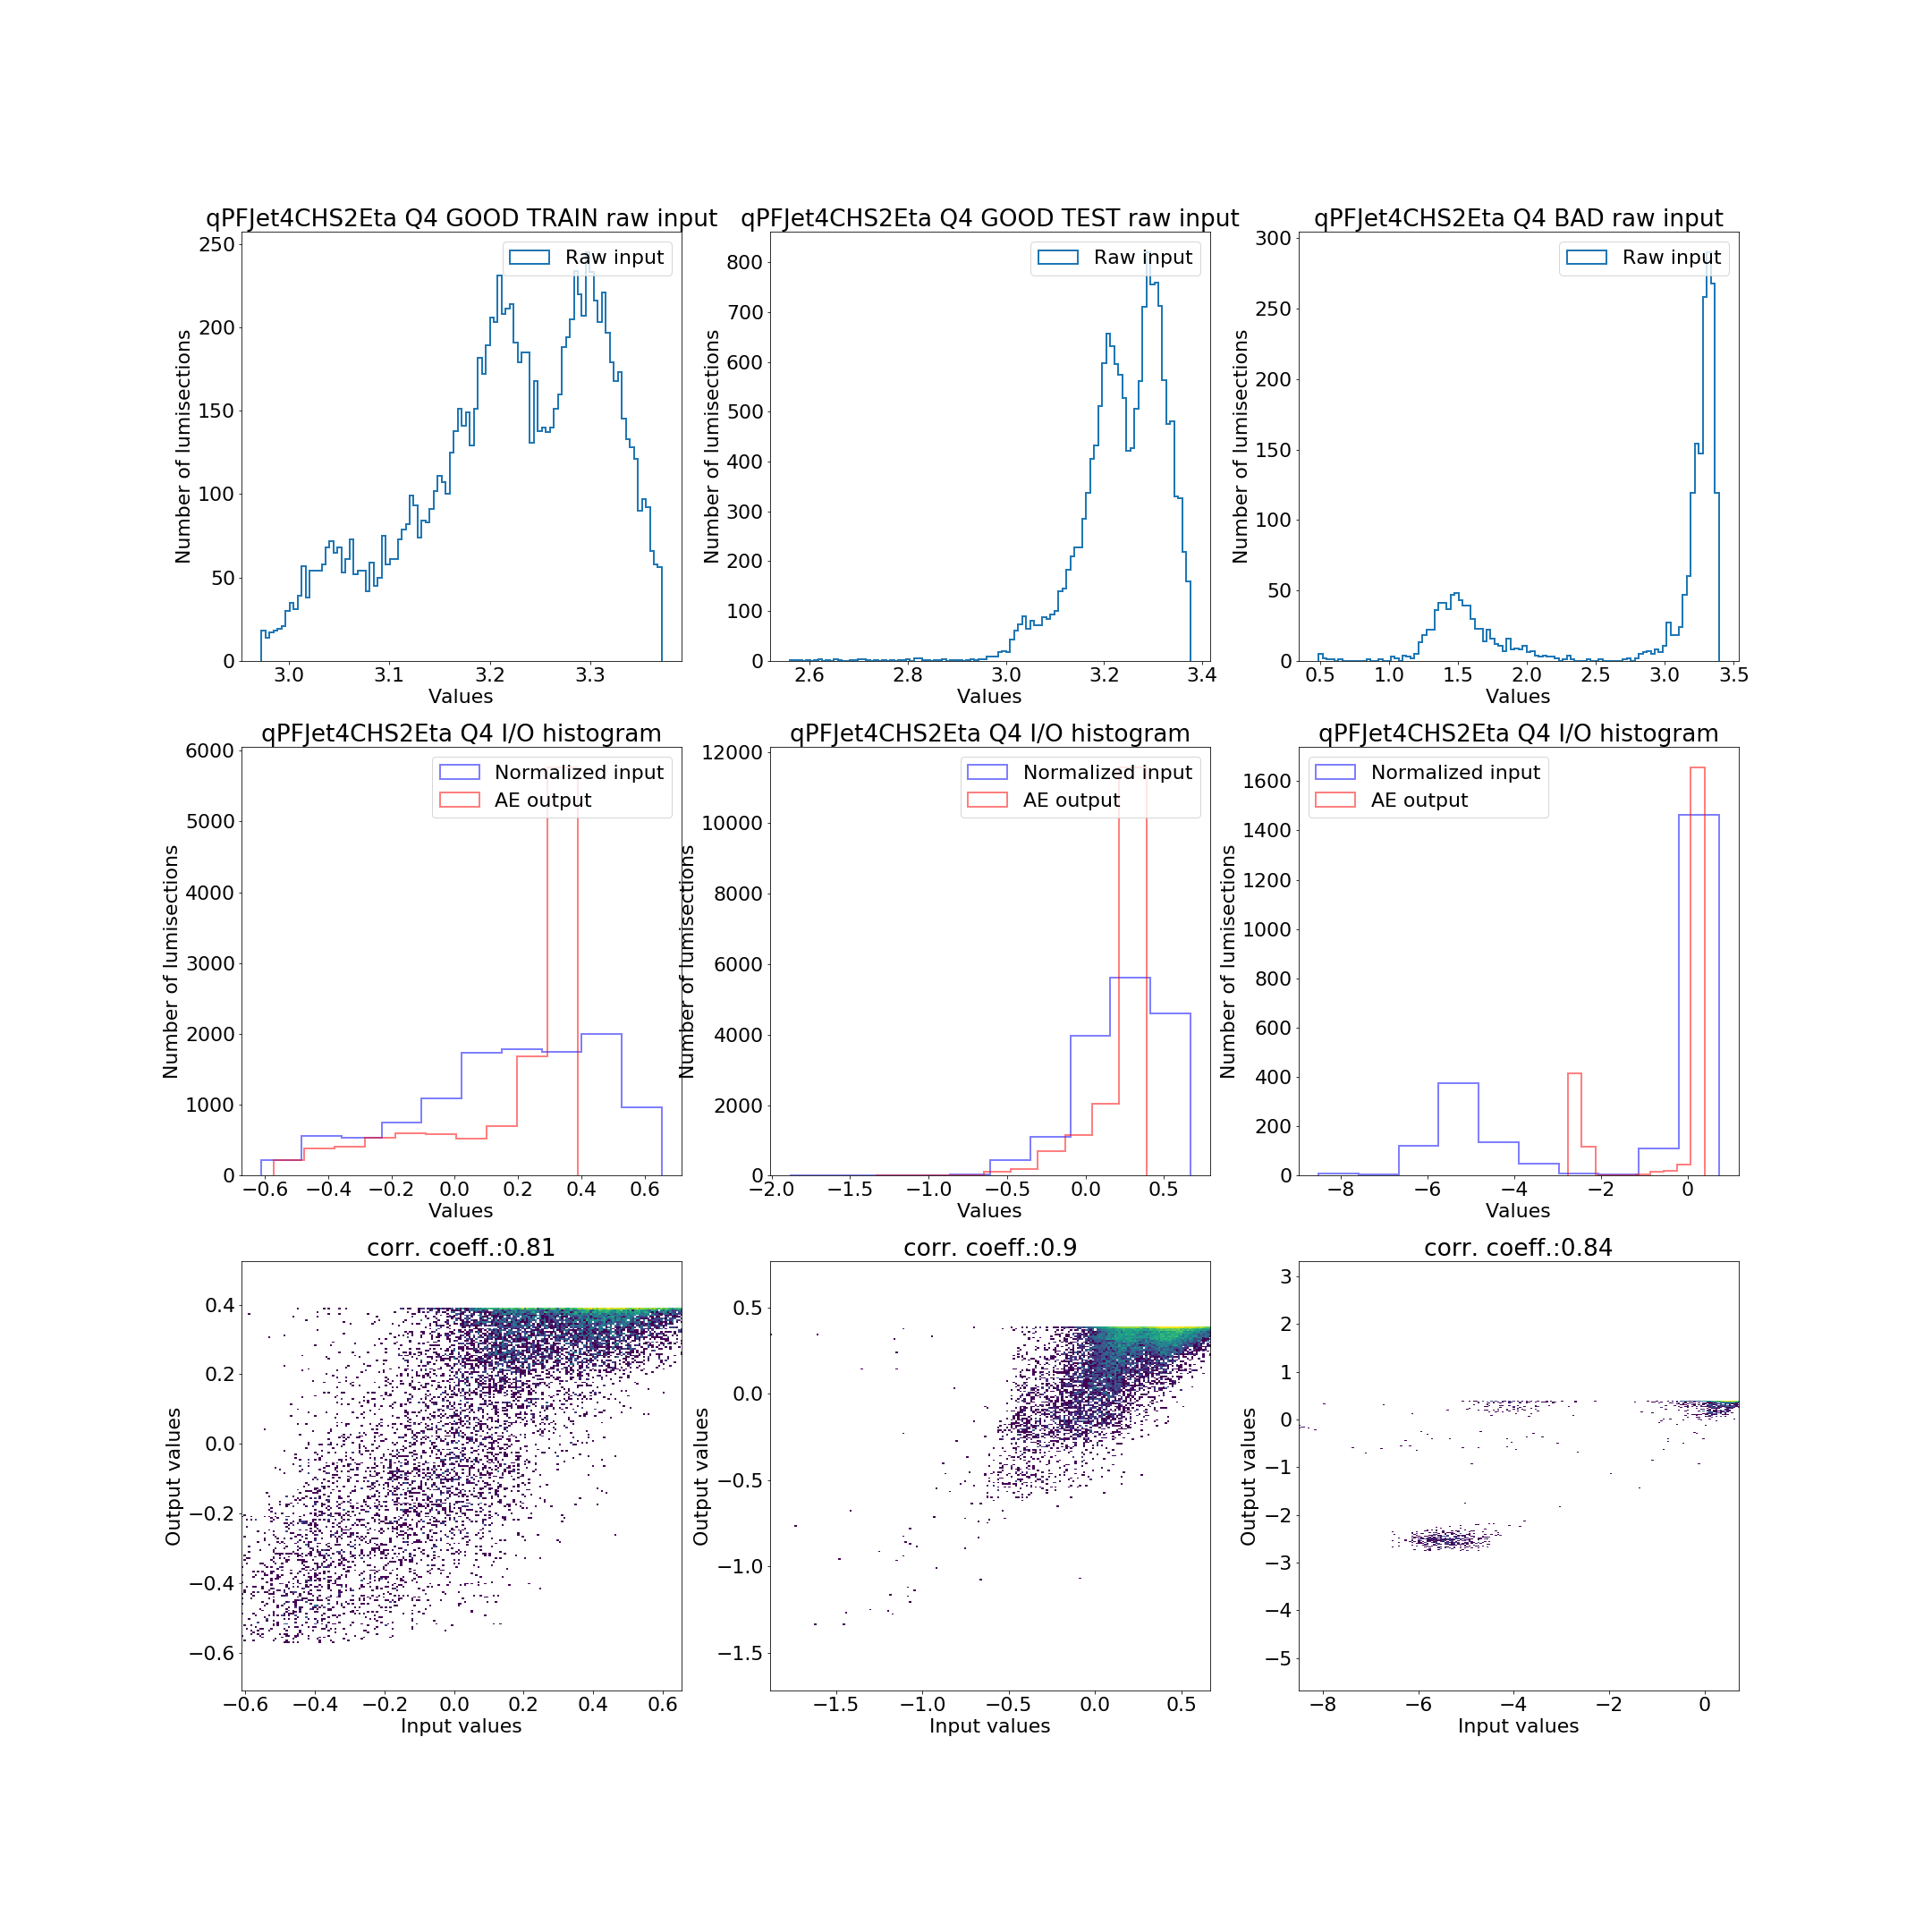 qPFJet4CHS2Eta Q4 GOOD TRAIN raw input
Number of lumisections
250
200
150
100
50
0
Raw input
3.0 3.1 3.2 3.3
Values
qPFJet4CHS2Eta Q4 GOOD TEST raw input
Number of lumisections
800
700
600
500
400
300
200
100
0
Raw input
2.6 2.8 3.0 3.2 3.4
Values
qPFJet4CHS2Eta Q4 BAD raw input
Number of lumisections
300
250
200
150
100
50
0
Raw input
0.5 1.0 1.5 2.0 2.5 3.0 3.5
Values
qPFJet4CHS2Eta Q4 I/O histogram
Number of lumisections
6000
5000
4000
3000
2000
1000
0
Normalized input
AE output
−0.6 −0.4 −0.2 0.0 0.2 0.4 0.6
Values
qPFJet4CHS2Eta Q4 I/O histogram
Number of lumisections
12000
10000
8000
6000
4000
2000
0
Normalized input
AE output
−2.0 −1.5 −1.0 −0.5 0.0 0.5
Values
qPFJet4CHS2Eta Q4 I/O histogram
Number of lumisections
1600
1400
1200
1000
800
600
400
200
0
Normalized input
AE output
−8 −6 −4 −2 0
Values
corr. coeff.:0.81
Output values
0.4
0.2
0.0
−0.2
−0.4
−0.6
−0.6 −0.4 −0.2 0.0 0.2 0.4 0.6
Input values
corr. coeff.:0.9
Output values
0.5
0.0
−0.5
−1.0
−1.5
−1.5 −1.0 −0.5 0.0 0.5
Input values
corr. coeff.:0.84
Output values
3
2
1
0
−1
−2
−3
−4
−5
−8 −6 −4 −2 0
Input values